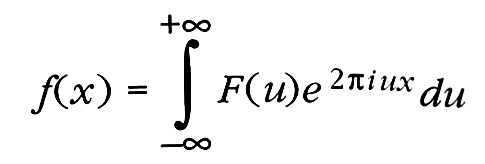 f(x) = ∫_{-∞}^{+∞} F(u)e^{2πiux} du